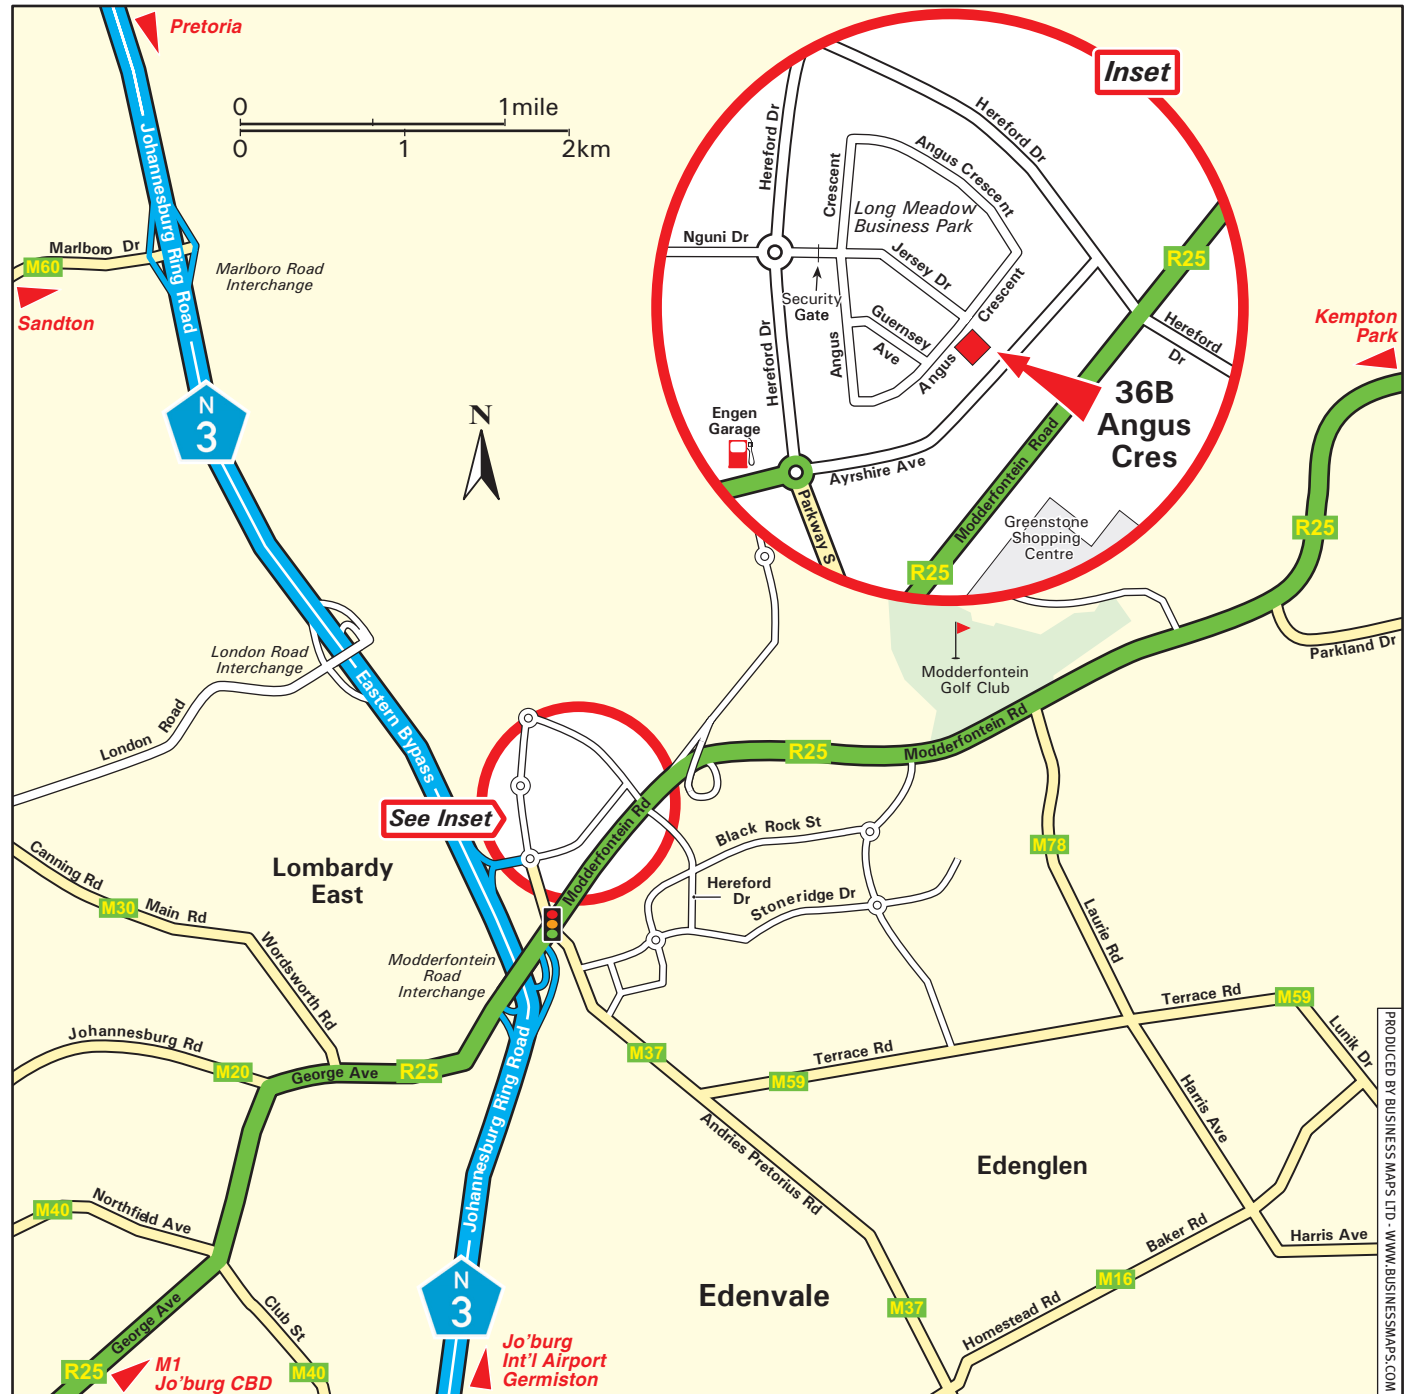 Pretoria
0
1mile
0
1
2km
Inset
Hereford Dr
Hereford Dr
Angus Crescent
Crescent
Long Meadow
Business Park
Nguni Dr
Jersey Dr
R25
Security
Gate
Crescent
Guernsey
Ave
Hereford
Dr
Hereford Dr
Angus
Angus
36B
Angus
Cres
Engen
Garage
Ayrshire Ave
Modderfontein Road
Parkway S
Greenstone
Shopping
Centre
R25
Johannesburg Ring Road
Marlboro Dr
M60
Sandton
Marlboro Road
Interchange
Kempton
Park
N
3
N
R25
London Road
Interchange
London Road
Eastern Bypass
Modderfontein
Golf Club
Parkland Dr
Modderfontein Rd
R25
See Inset
Modderfontein Rd
Black Rock St
M78
Lombardy
East
Canning Rd
M30
Main Rd
Wordsworth Rd
Hereford
Dr
Stoneridge Dr
Laurie Rd
Modderfontein
Road
Interchange
Terrace Rd
M59
Lunik Dr
Johannesburg Rd
M20
George Ave
R25
M37
Terrace Rd
M59
Johannesburg Ring Road
Harris Ave
Andries Pretorius Rd
Edenglen
M40
Northfield Ave
Baker Rd
Harris Ave
M16
N
3
Edenvale
M37
Homestead Rd
George Ave
Club St
R25
M1
Jo'burg CBD
M40
Jo'burg
Int'l Airport
Germiston
PRODUCED BY BUSINESS MAPS LTD - WWW.BUSINESSMAPS.COM